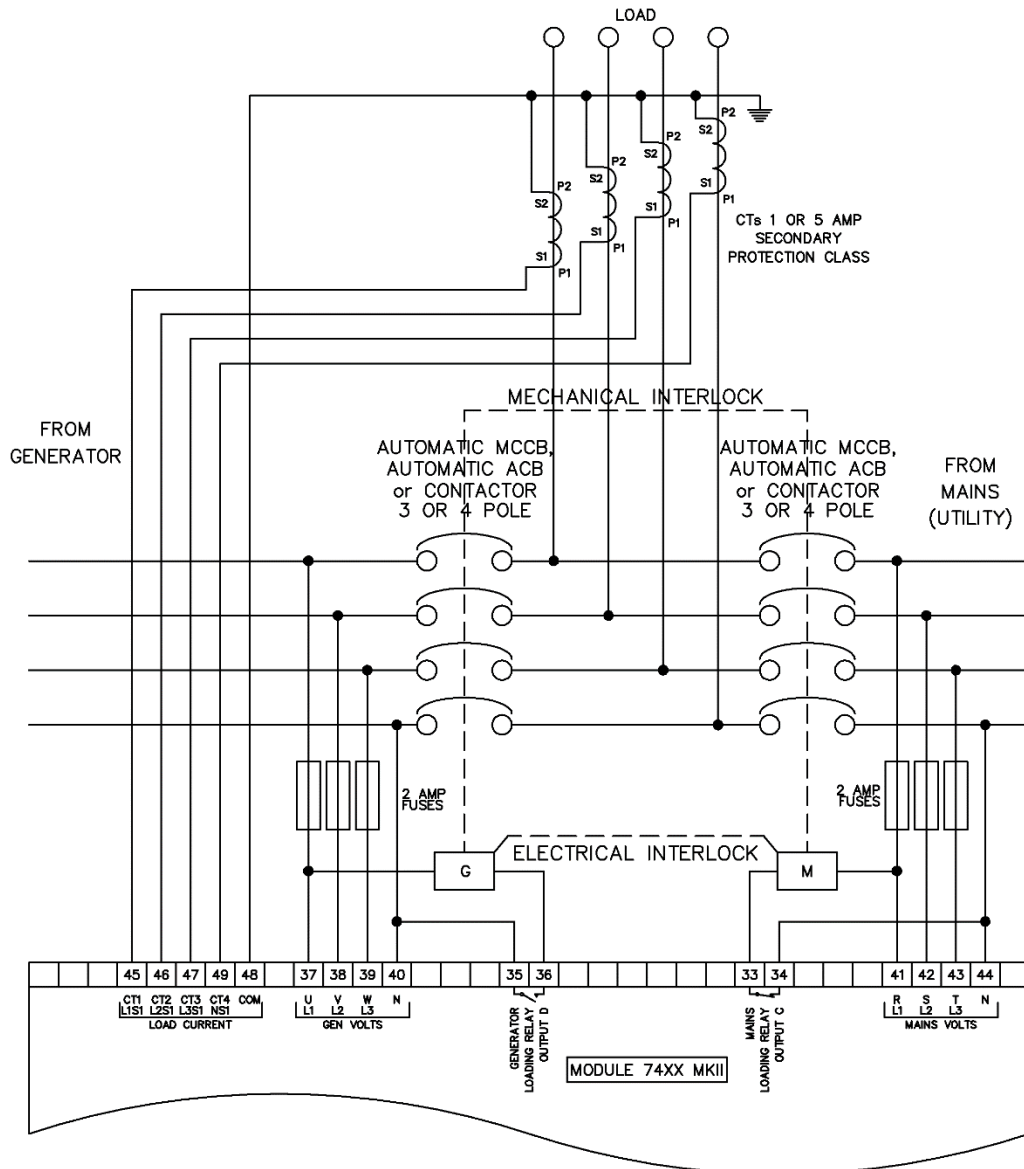 LOAD
P2
S2
P2
S2
P2
S2
P2
S2
S1
P1
S1
P1
S1
P1
S1
P1
CTs 1 OR 5 AMP
SECONDARY
PROTECTION CLASS
MECHANICAL INTERLOCK
FROM
GENERATOR
AUTOMATIC MCCB,
AUTOMATIC ACB
or CONTACTOR
3 OR 4 POLE
AUTOMATIC MCCB,
AUTOMATIC ACB
or CONTACTOR
3 OR 4 POLE
FROM
MAINS
(UTILITY)
2 AMP
FUSES
2 AMP
FUSES
ELECTRICAL INTERLOCK
G
M
45 46 47 49 48 37 38 39 40 35 36 33 34 41 42 43 44
CT1 CT2 CT3 CT4 COM
L1S1 L2S1 L3S1 NS1
LOAD CURRENT
U V W N
L1 L2 L3
GEN VOLTS
GENERATOR
LOADING RELAY
OUTPUT D
MAINS
LOADING RELAY
OUTPUT C
R S T N
L1 L2 L3
MAINS VOLTS
MODULE 74XX MKII